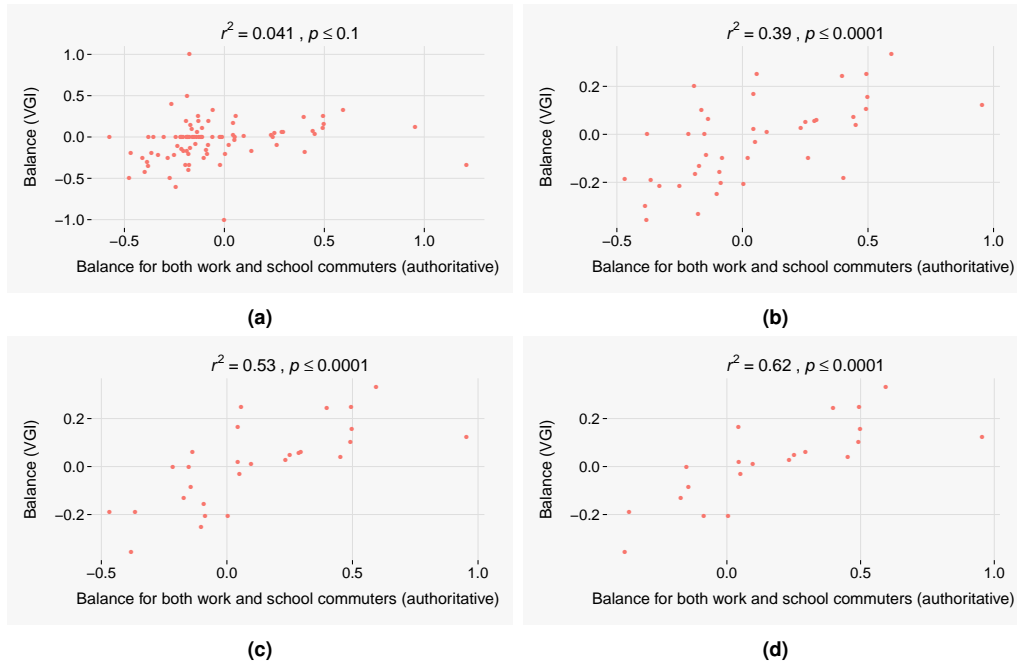 r² = 0.041 , p ≤ 0.1
1.0
0.5
0.0
−0.5
−1.0
Balance (VGI)
−0.5 0.0 0.5 1.0
Balance for both work and school commuters (authoritative)
(a)
r² = 0.39 , p ≤ 0.0001
0.2
0.0
−0.2
Balance (VGI)
−0.5 0.0 0.5 1.0
Balance for both work and school commuters (authoritative)
(b)
r² = 0.53 , p ≤ 0.0001
0.2
0.0
−0.2
Balance (VGI)
−0.5 0.0 0.5 1.0
Balance for both work and school commuters (authoritative)
(c)
r² = 0.62 , p ≤ 0.0001
0.2
0.0
−0.2
Balance (VGI)
0.0 0.5 1.0
Balance for both work and school commuters (authoritative)
(d)